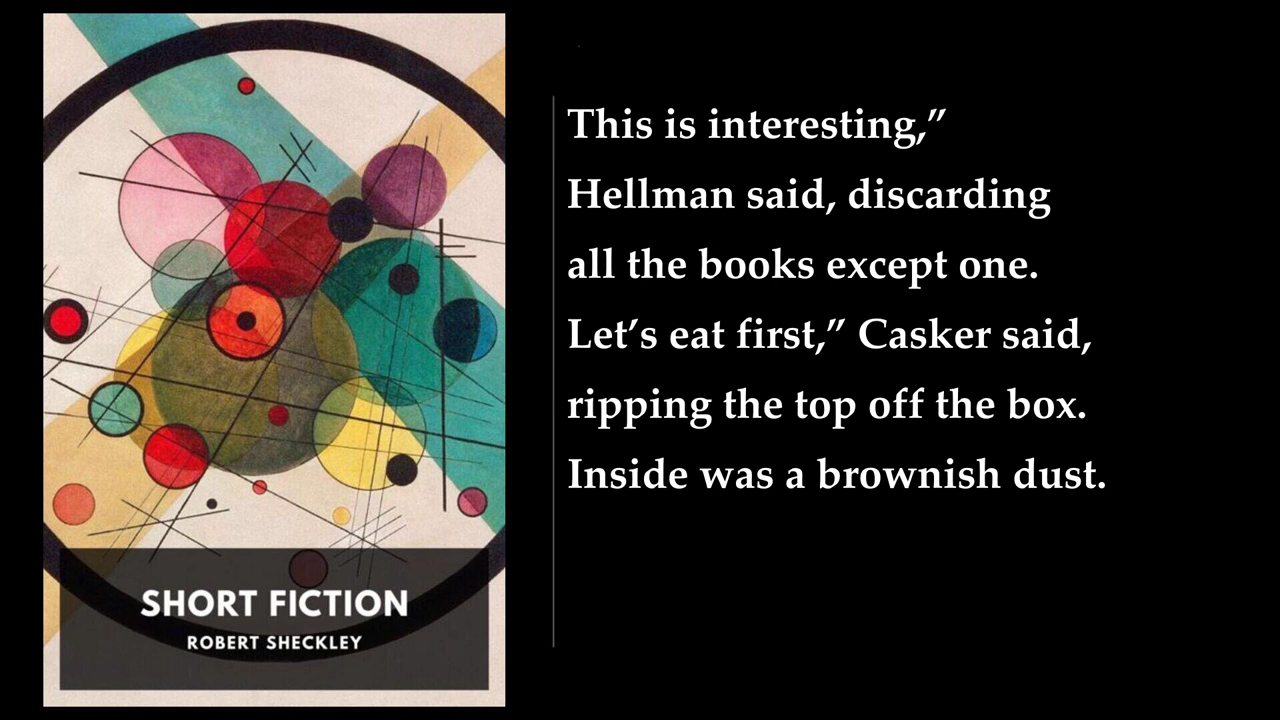 SHORT FICTION
ROBERT SHECKLEY
This is interesting,”
Hellman said, discarding
all the books except one.
Let’s eat first,” Casker said,
ripping the top off the box.
Inside was a brownish dust.